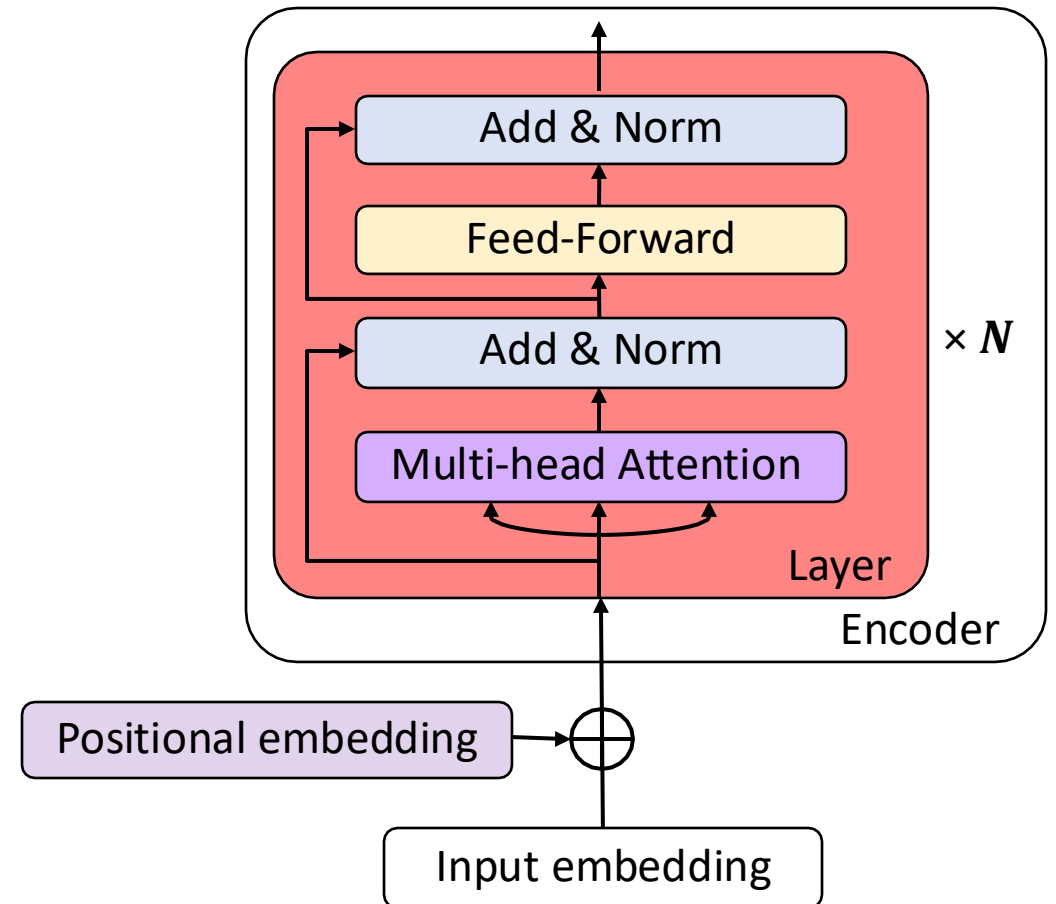 Add & Norm
Feed-Forward
Add & Norm
× N
Multi-head Attention
Layer
Encoder
Positional embedding
Input embedding